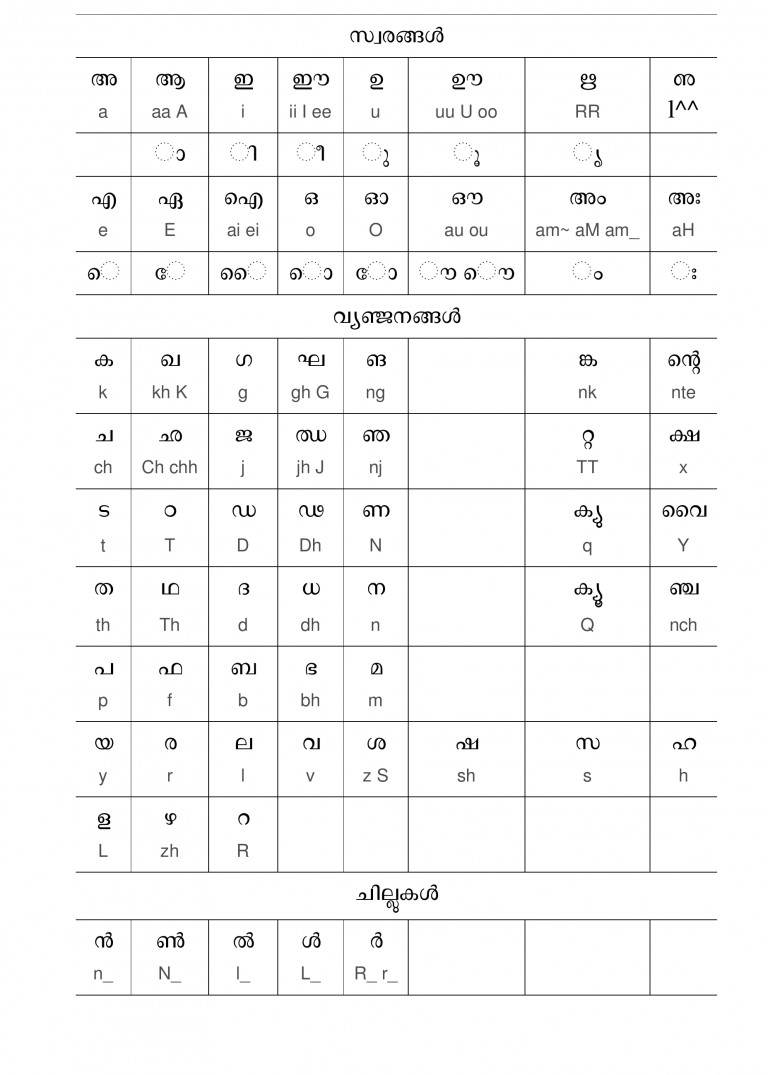 സ്വരങ്ങൾ
അ ആ ഇ ഈ ഉ ഊ ഋ ഌ
a aa A i ii I ee u uu U oo RR l^^
ാ ി ീ ു ൂ ൃ
എ ഏ ഐ ഒ ഓ ഔ അം അഃ
e E ai ei o O au ou am~ aM am_ aH
െ േ ൈ ൊ ോ ൗ ൌ ം ഃ
വ്യഞ്ജനങ്ങൾ
ക ഖ ഗ ഘ ങ ങ്ക ന്റെ
k kh K g gh G ng nk nte
ച ഛ ജ ഝ ഞ റ്റ ക്ഷ
ch Ch chh j jh J nj TT x
ട ഠ ഡ ഢ ണ ക്യു വൈ
t T D Dh N q Y
ത ഥ ദ ധ ന ക്യൂ ഞ്ച
th Th d dh n Q nch
പ ഫ ബ ഭ മ
p f b bh m
യ ര ല വ ശ ഷ സ ഹ
y r l v z S sh s h
ള ഴ റ
L zh R
ചില്ലുകൾ
ൻ ൺ ൽ ൾ ർ
n_ N_ l_ L_ R_ r_